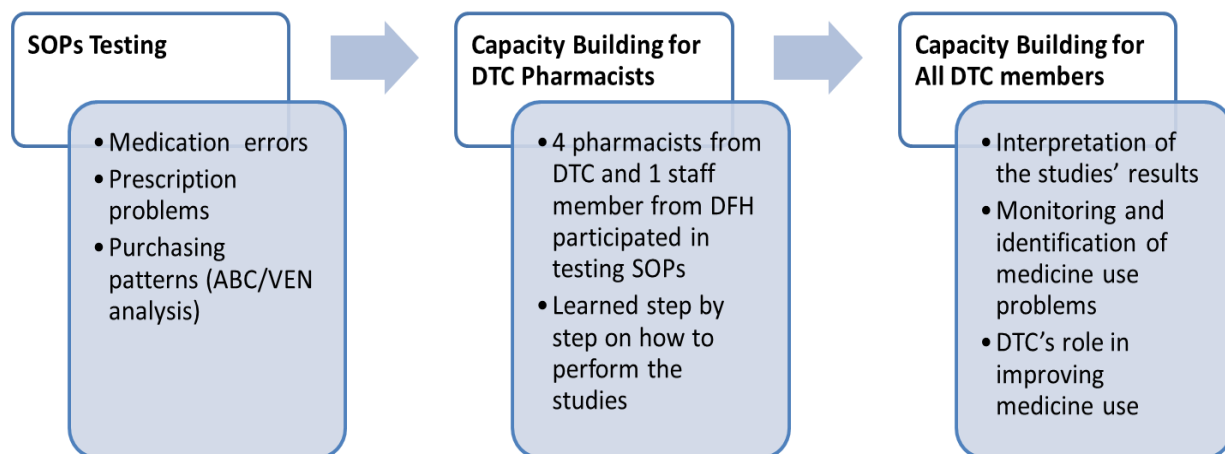 SOPs Testing
• Medication errors
• Prescription
problems
• Purchasing
patterns (ABC/VEN
analysis)
Capacity Building for
DTC Pharmacists
• 4 pharmacists from
DTC and 1 staff
member from DFH
participated in
testing SOPs
• Learned step by
step on how to
perform the
studies
Capacity Building for
All DTC members
• Interpretation of
the studies’ results
• Monitoring and
identification of
medicine use
problems
• DTC’s role in
improving
medicine use